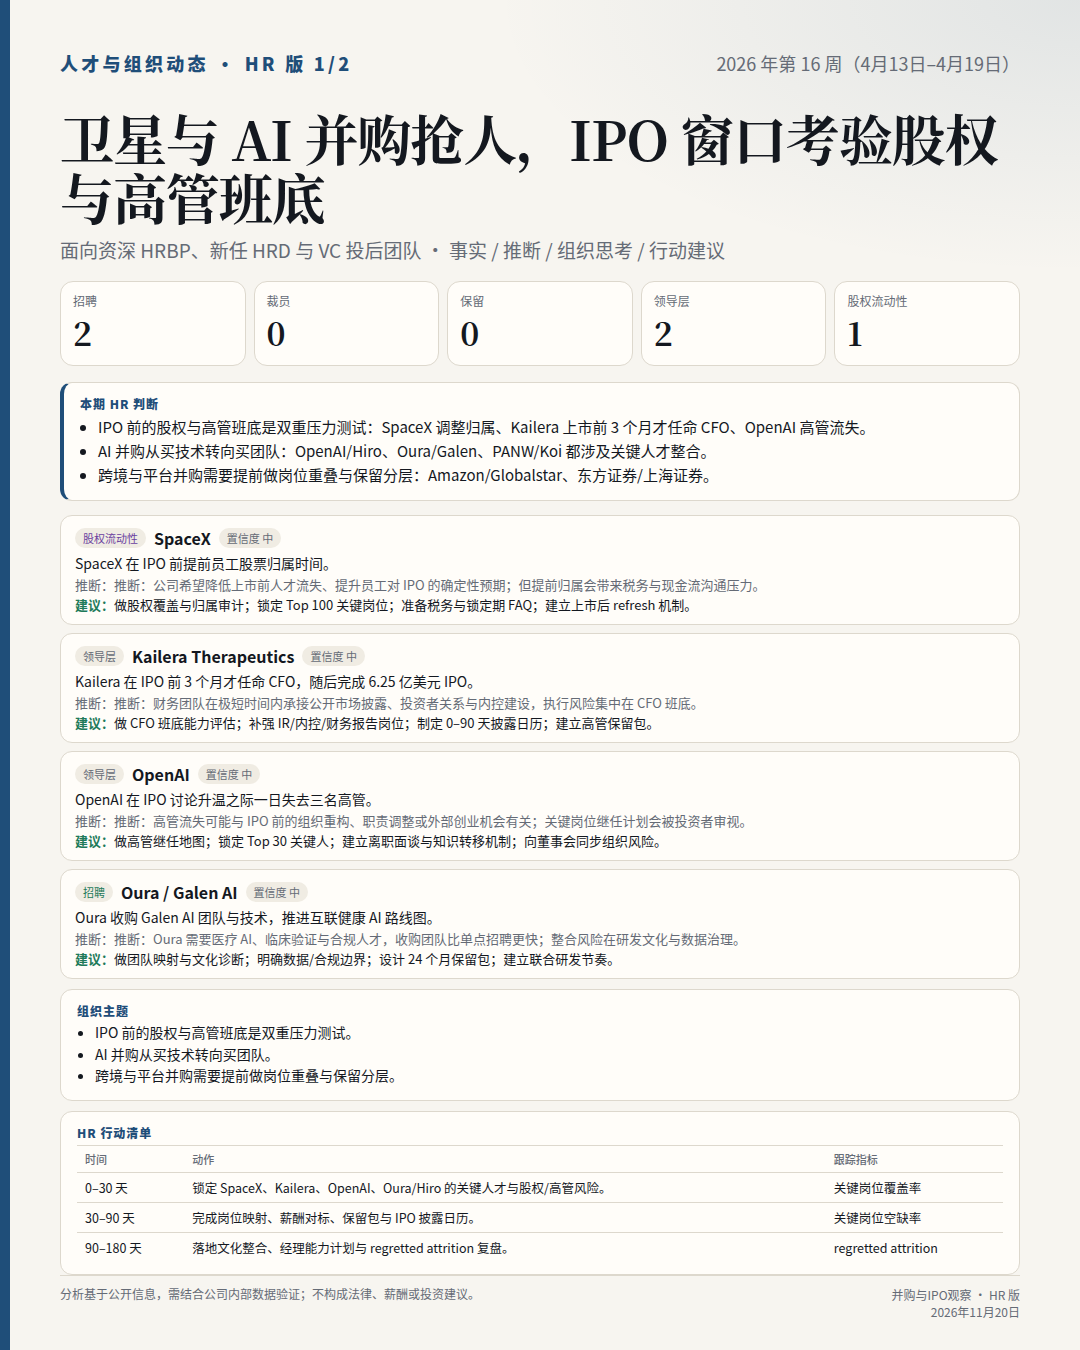 人才与组织动态 · HR 版 1/2
2026 年第 16 周（4月13日–4月19日）
卫星与 AI 并购抢人，IPO 窗口考验股权
与高管班底
面向资深 HRBP、新任 HRD 与 VC 投后团队 · 事实 / 推断 / 组织思考 / 行动建议
招聘
2
裁员
0
保留
0
领导层
2
股权流动性
1
本期 HR 判断
• IPO 前的股权与高管班底是双重压力测试：SpaceX 调整归属、Kailera 上市前 3 个月才任命 CFO、OpenAI 高管流失。
• AI 并购从买技术转向买团队：OpenAI/Hiro、Oura/Galen、PANW/Koi 都涉及关键人才整合。
• 跨境与平台并购需要提前做岗位重叠与保留分层：Amazon/Globalstar、东方证券/上海证券。
股权流动性 SpaceX 置信度 中
SpaceX 在 IPO 前提前员工股票归属时间。
推断：推断：公司希望降低上市前人才流失、提升员工对 IPO 的确定性预期；但提前归属会带来税务与现金流沟通压力。
建议：做股权覆盖与归属审计；锁定 Top 100 关键岗位；准备税务与锁定期 FAQ；建立上市后 refresh 机制。
领导层 Kailera Therapeutics 置信度 中
Kailera 在 IPO 前 3 个月才任命 CFO，随后完成 6.25 亿美元 IPO。
推断：推断：财务团队在极短时间内承接公开市场披露、投资者关系与内控建设，执行风险集中在 CFO 班底。
建议：做 CFO 班底能力评估；补强 IR/内控/财务报告岗位；制定 0–90 天披露日历；建立高管保留包。
领导层 OpenAI 置信度 中
OpenAI 在 IPO 讨论升温之际一日失去三名高管。
推断：推断：高管流失可能与 IPO 前的组织重构、职责调整或外部创业机会有关；关键岗位继任计划会被投资者审视。
建议：做高管继任地图；锁定 Top 30 关键人；建立离职面谈与知识转移机制；向董事会同步组织风险。
招聘 Oura / Galen AI 置信度 中
Oura 收购 Galen AI 团队与技术，推进互联健康 AI 路线图。
推断：推断：Oura 需要医疗 AI、临床验证与合规人才，收购团队比单点招聘更快；整合风险在研发文化与数据治理。
建议：做团队映射与文化诊断；明确数据/合规边界；设计 24 个月保留包；建立联合研发节奏。
组织主题
• IPO 前的股权与高管班底是双重压力测试。
• AI 并购从买技术转向买团队。
• 跨境与平台并购需要提前做岗位重叠与保留分层。
HR 行动清单
时间 动作 跟踪指标
0–30 天 锁定 SpaceX、Kailera、OpenAI、Oura/Hiro 的关键人才与股权/高管风险。 关键岗位覆盖率
30–90 天 完成岗位映射、薪酬对标、保留包与 IPO 披露日历。 关键岗位空缺率
90–180 天 落地文化整合、经理能力计划与 regretted attrition 复盘。 regretted attrition
分析基于公开信息，需结合公司内部数据验证；不构成法律、薪酬或投资建议。
并购与IPO观察 · HR 版
2026年11月20日